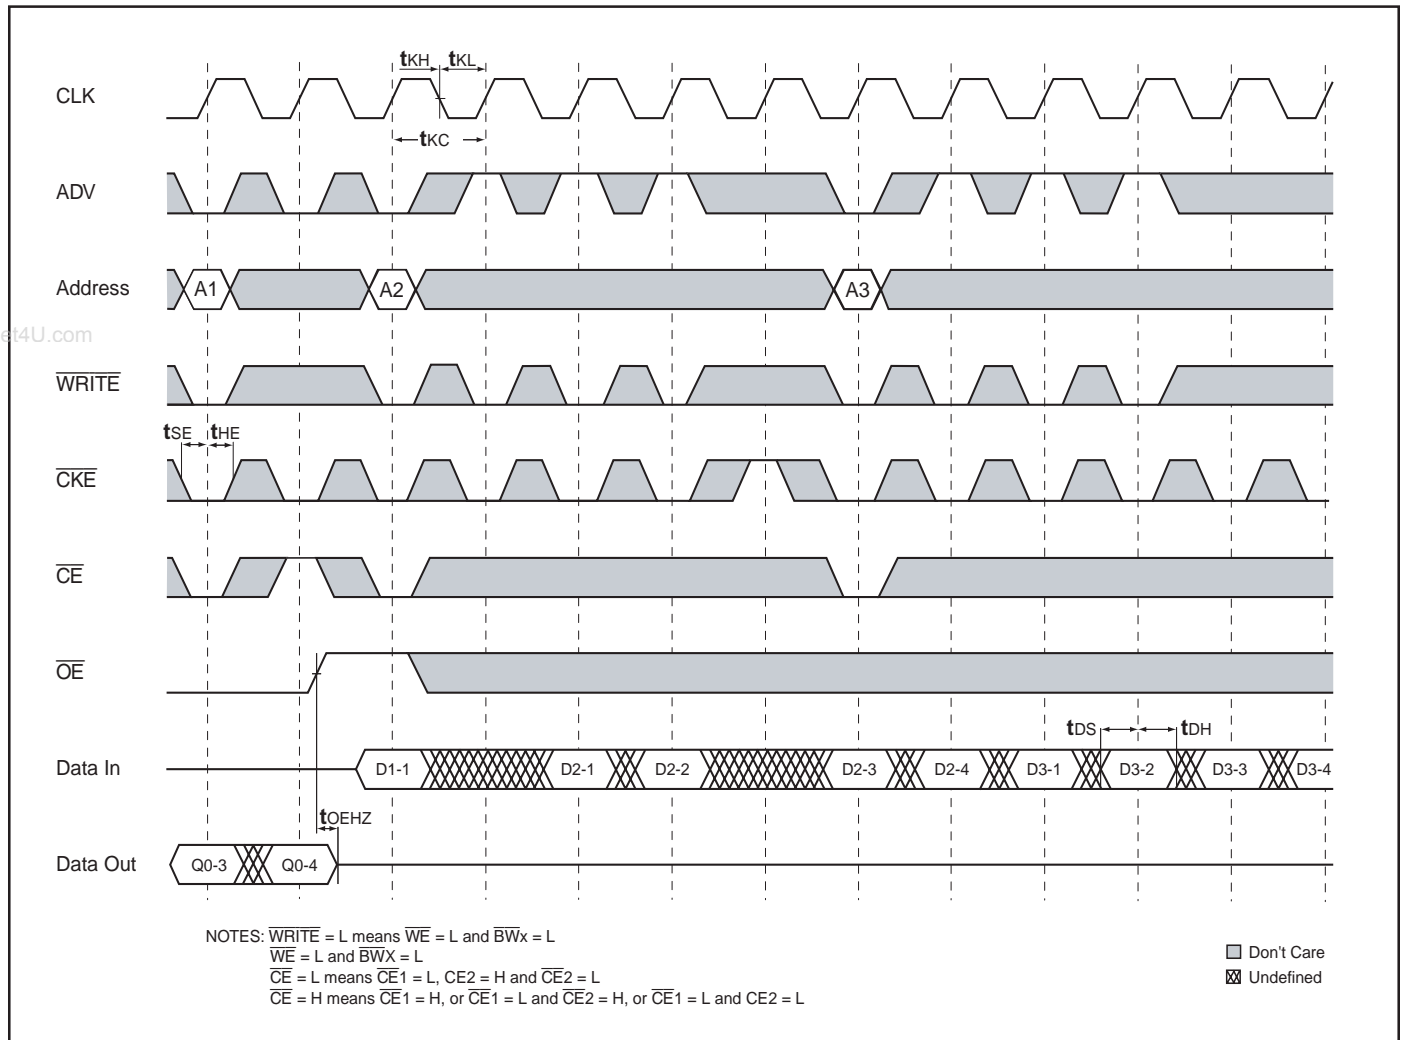 tKH tKL
CLK
tKC
ADV
Address A1 A2 A3
et4U.com
WRITE
tSE tHE
CKE
CE
OE
tDS tDH
Data In D1-1 D2-1 D2-2 D2-3 D2-4 D3-1 D3-2 D3-3 D3-4
tOEHZ
Data Out Q0-3 Q0-4
NOTES: WRITE = L means WE = L and BWx = L
WE = L and BWX = L
CE = L means CE1 = L, CE2 = H and CE2 = L
CE = H means CE1 = H, or CE1 = L and CE2 = H, or CE1 = L and CE2 = L
Don't Care
Undefined